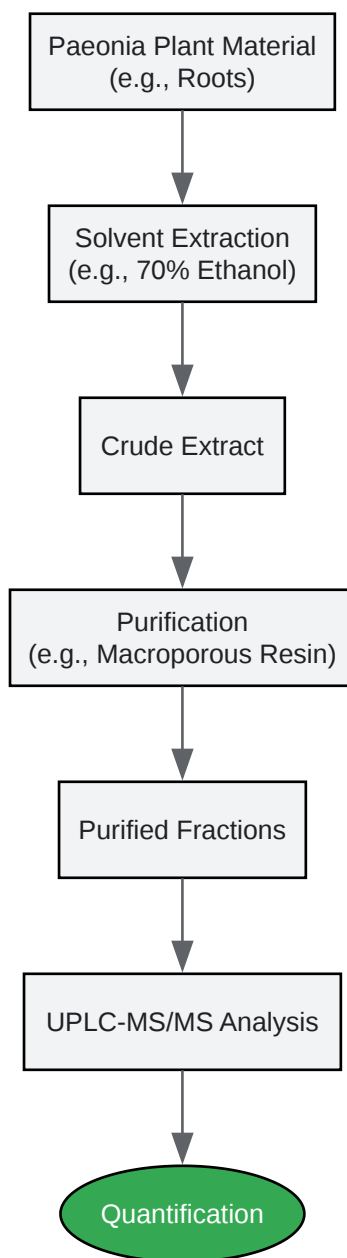 Paeonia Plant Material
(e.g., Roots)
Solvent Extraction
(e.g., 70% Ethanol)
Crude Extract
Purification
(e.g., Macroporous Resin)
Purified Fractions
UPLC-MS/MS Analysis
Quantification